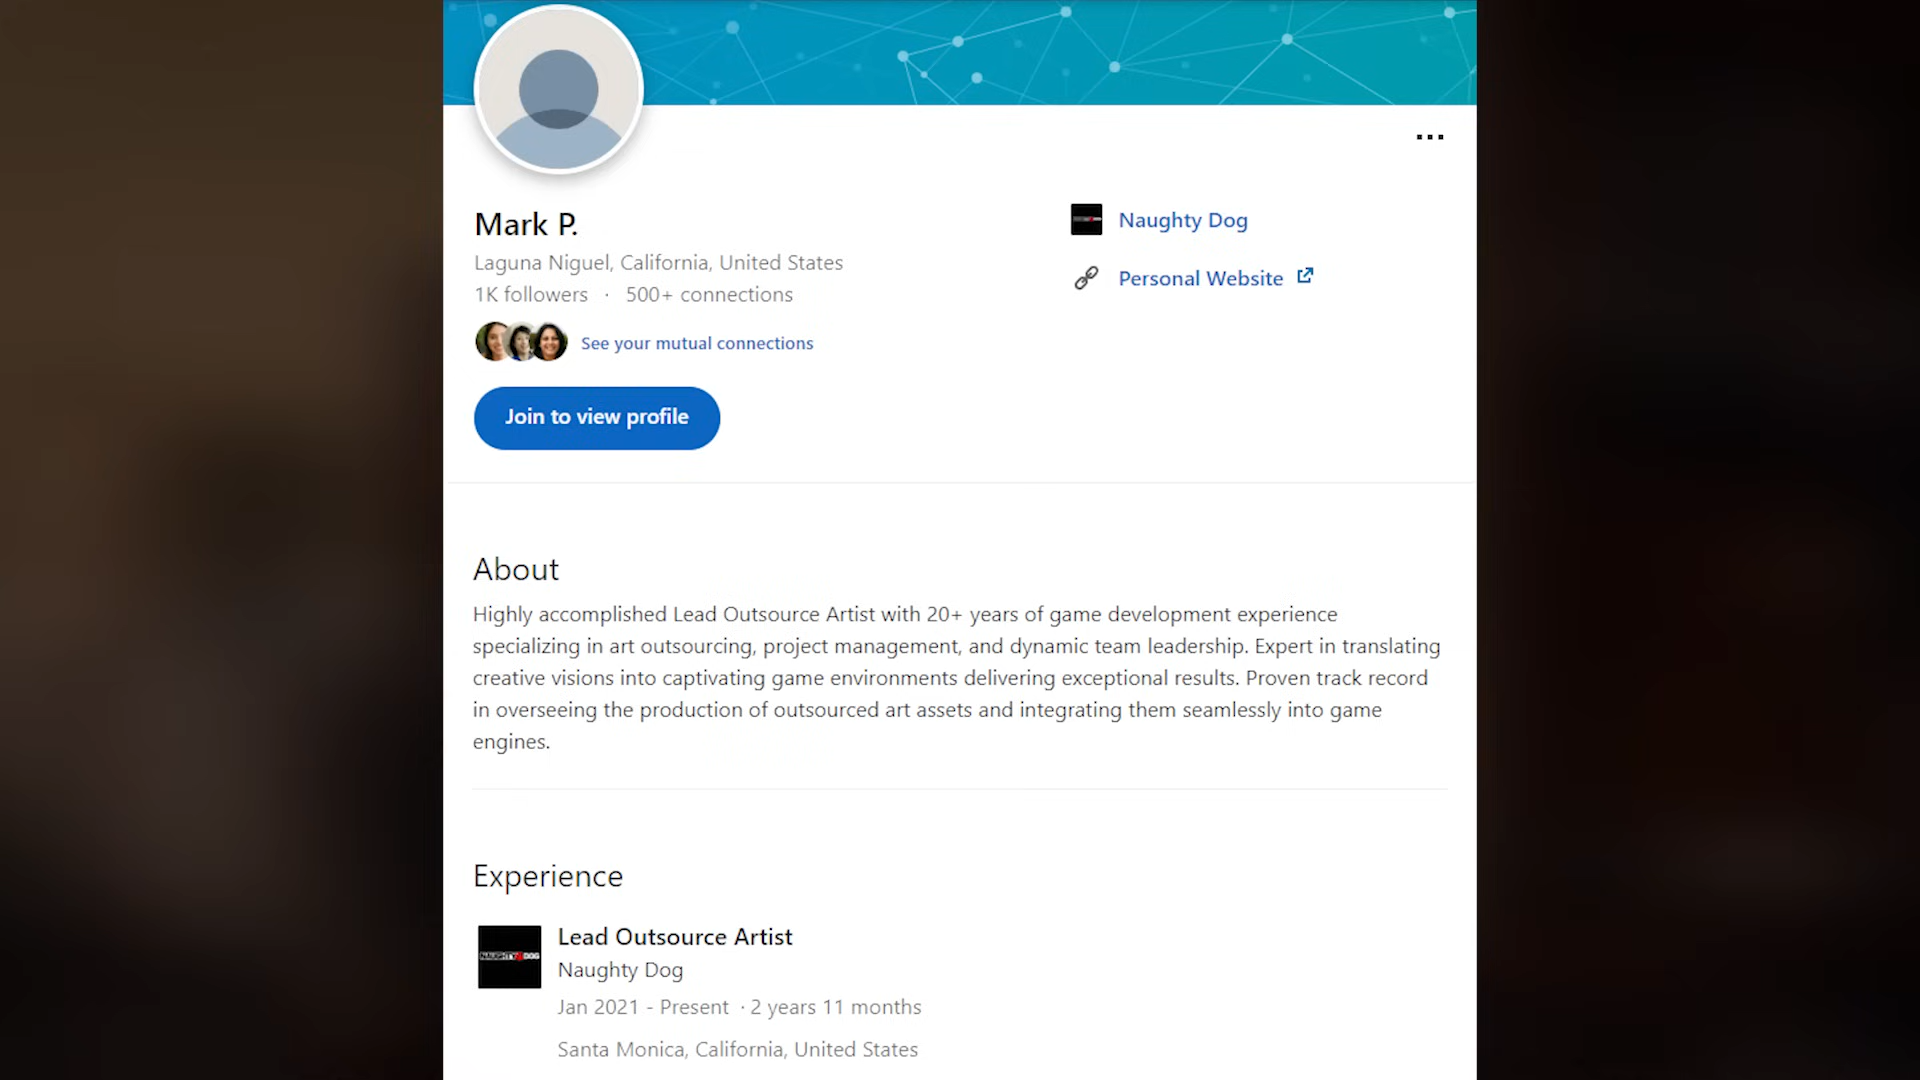 Mark P.
Laguna Niguel, California, United States
1K followers · 500+ connections
See your mutual connections
Join to view profile
Naughty Dog
Personal Website
About
Highly accomplished Lead Outsource Artist with 20+ years of game development experience
specializing in art outsourcing, project management, and dynamic team leadership. Expert in translating
creative visions into captivating game environments delivering exceptional results. Proven track record
in overseeing the production of outsourced art assets and integrating them seamlessly into game
engines.
Experience
NAUGHTY DOG
Lead Outsource Artist
Naughty Dog
Jan 2021 - Present · 2 years 11 months
Santa Monica, California, United States